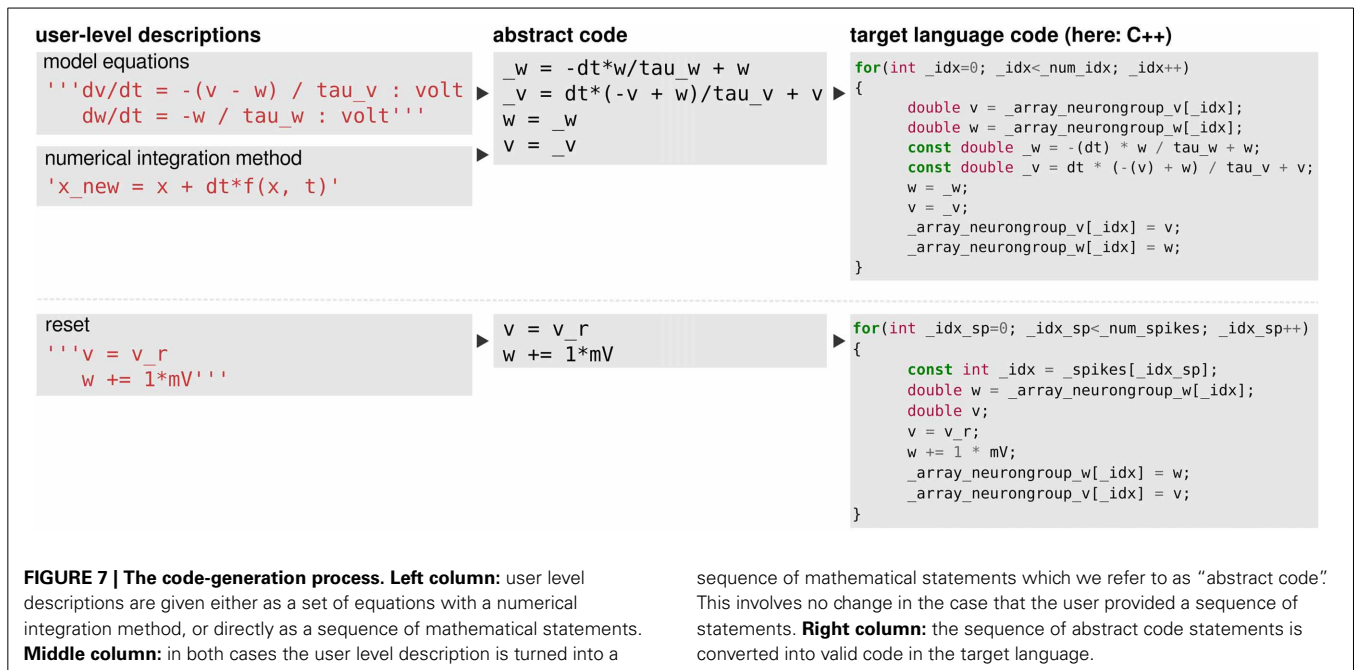 user-level descriptions
model equations
'''dv/dt = -(v - w) / tau_v : volt
dw/dt = -w / tau_w : volt'''
numerical integration method
'x_new = x + dt*f(x, t)'
abstract code
_w = -dt*w/tau_w + w
_v = dt*(-v + w)/tau_v + v
w = _w
v = _v
target language code (here: C++)
for(int _idx=0; _idx<_num_idx; _idx++)
{
double v = _array_neurongroup_v[_idx];
double w = _array_neurongroup_w[_idx];
const double _w = -(dt) * w / tau_w + w;
const double _v = dt * (-(v) + w) / tau_v + v;
w = _w;
v = _v;
_array_neurongroup_v[_idx] = v;
_array_neurongroup_w[_idx] = w;
}
reset
'''v = v_r
w += 1*mV'''
v = v_r
w += 1*mV
for(int _idx_sp=0; _idx_sp<_num_spikes; _idx_sp++)
{
const int _idx = _spikes[_idx_sp];
double w = _array_neurongroup_w[_idx];
double v;
v = v_r;
w += 1 * mV;
_array_neurongroup_w[_idx] = w;
_array_neurongroup_v[_idx] = v;
}
FIGURE 7 | The code-generation process. Left column: user level
descriptions are given either as a set of equations with a numerical
integration method, or directly as a sequence of mathematical statements.
Middle column: in both cases the user level description is turned into a
sequence of mathematical statements which we refer to as “abstract code”.
This involves no change in the case that the user provided a sequence of
statements. Right column: the sequence of abstract code statements is
converted into valid code in the target language.